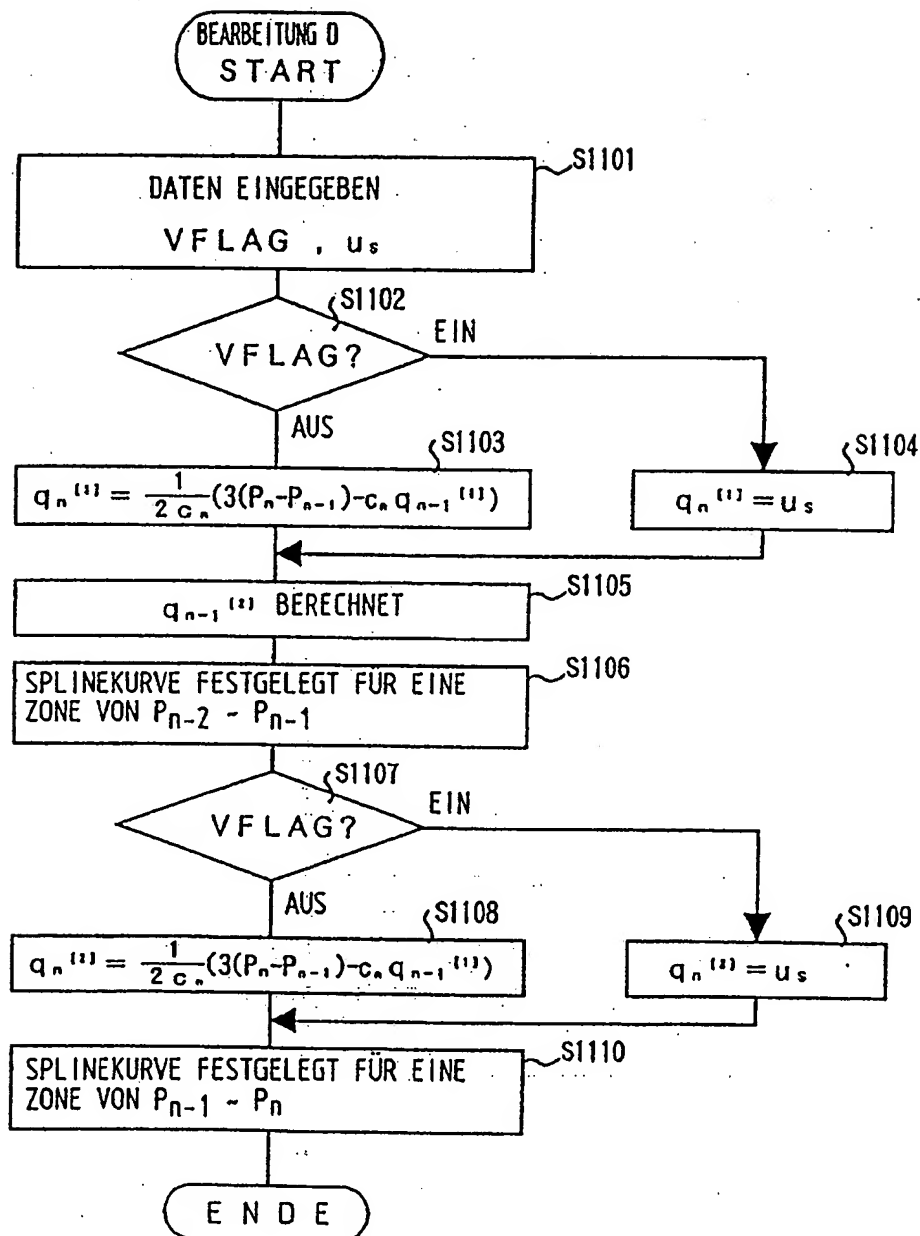 BEARBEITUNG D
START
S1101
DATEN EINGEGEBEN
VFLAG , us
S1102
VFLAG?
EIN
AUS
S1103
qn[1] = 1/2cn (3(Pn-Pn-1)-cn qn-1[1])
S1104
qn[1] = us
S1105
qn-1[2] BERECHNET
S1106
SPLINEKURVE FESTGELEGT FÜR EINE
ZONE VON Pn-2 ~ Pn-1
S1107
VFLAG?
EIN
AUS
S1108
qn[2] = 1/2cn (3(Pn-Pn-1)-cn qn-1[1])
S1109
qn[2] = us
S1110
SPLINEKURVE FESTGELEGT FÜR EINE
ZONE VON Pn-1 ~ Pn
ENDE